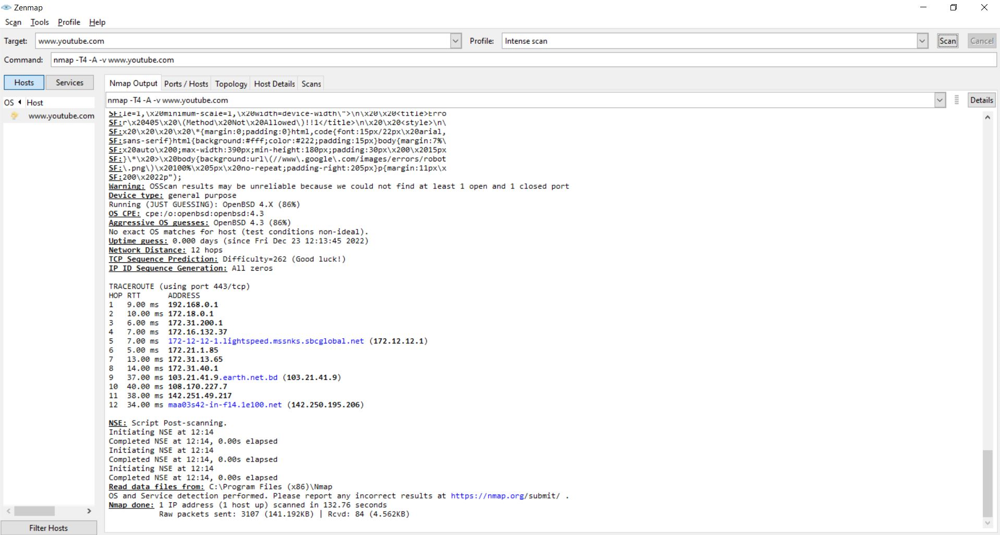 Zenmap
Scan Tools Profile Help
Target: www.youtube.com Profile: Intense scan Scan Cancel
Command: nmap -T4 -A -v www.youtube.com
Hosts Services Nmap Output Ports / Hosts Topology Host Details Scans
nmap -T4 -A -v www.youtube.com Details
OS Host
www.youtube.com
SF:le=1,\x20minimum-scale=1,\x20width=device-width\">\n\x20\x20<title>Erro
SF:r\x20405\x20\(Method\x20Not\x20Allowed\)!!1</title>\n\x20\x20<style>\n\
SF:x20\x20\x20\x20\*{margin:0;padding:0}html,code{font:15px/22px\x20arial,
SF:sans-serif}html{background:#fff;color:#222;padding:15px}body{margin:7%\
SF:x20auto\x200;max-width:390px;min-height:180px;padding:30px\x200\x2015px
SF:}\*\x20>\x20body{background:url\(//www\.google\.com/images/errors/robot
SF:\.png\)\x20100%\x205px\x20no-repeat;padding-right:205px}p{margin:11px\x
SF:200\x2022p");
Warning: OSScan results may be unreliable because we could not find at least 1 open and 1 closed port
Device type: general purpose
Running (JUST GUESSING): OpenBSD 4.X (86%)
OS CPE: cpe:/o:openbsd:openbsd:4.3
Aggressive OS guesses: OpenBSD 4.3 (86%)
No exact OS matches for host (test conditions non-ideal).
Uptime guess: 0.000 days (since Fri Dec 23 12:13:45 2022)
Network Distance: 12 hops
TCP Sequence Prediction: Difficulty=262 (Good luck!)
IP ID Sequence Generation: All zeros
TRACEROUTE (using port 443/tcp)
HOP RTT ADDRESS
1 9.00 ms 192.168.0.1
2 10.00 ms 172.18.0.1
3 6.00 ms 172.31.200.1
4 7.00 ms 172.16.132.37
5 7.00 ms 172-12-12-1.lightspeed.mssnks.sbcglobal.net (172.12.12.1)
6 5.00 ms 172.21.1.85
7 13.00 ms 172.31.13.65
8 14.00 ms 172.31.40.1
9 37.00 ms 103.21.41.9.earth.net.bd (103.21.41.9)
10 40.00 ms 108.170.227.7
11 38.00 ms 142.251.49.217
12 34.00 ms maa03s42-in-f14.1e100.net (142.250.195.206)
NSE: Script Post-scanning.
Initiating NSE at 12:14
Completed NSE at 12:14, 0.00s elapsed
Initiating NSE at 12:14
Completed NSE at 12:14, 0.00s elapsed
Initiating NSE at 12:14
Completed NSE at 12:14, 0.00s elapsed
Read data files from: C:\Program Files (x86)\Nmap
OS and Service detection performed. Please report any incorrect results at https://nmap.org/submit/ .
Nmap done: 1 IP address (1 host up) scanned in 132.76 seconds
Raw packets sent: 3107 (141.192KB) | Rcvd: 84 (4.562KB)
Filter Hosts